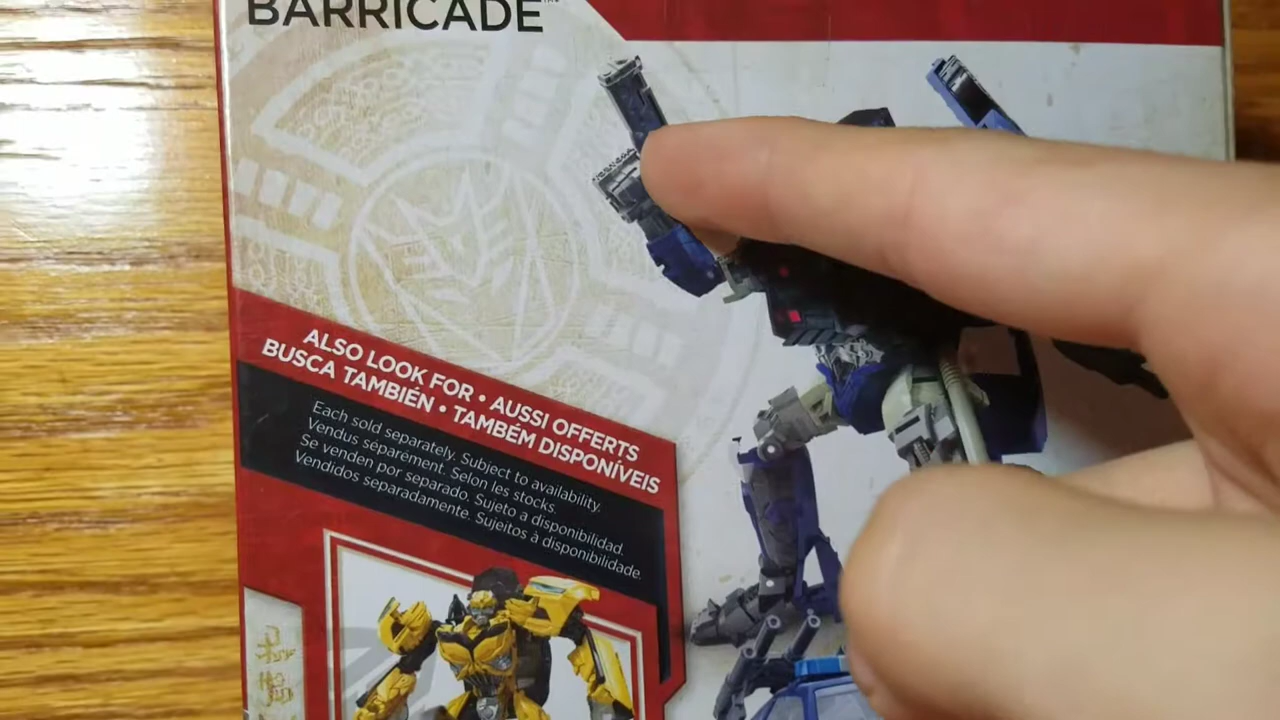 BARRICADE
ALSO LOOK FOR • AUSSI OFFERTS
BUSCA TAMBIÉN • TAMBÉM DISPONÍVEIS
Each sold separately. Subject to availability.
Vendus séparément. Selon les stocks.
Se venden por separado. Sujeto a disponibilidad.
Vendidos separadamente. Sujeitos à disponibilidade.